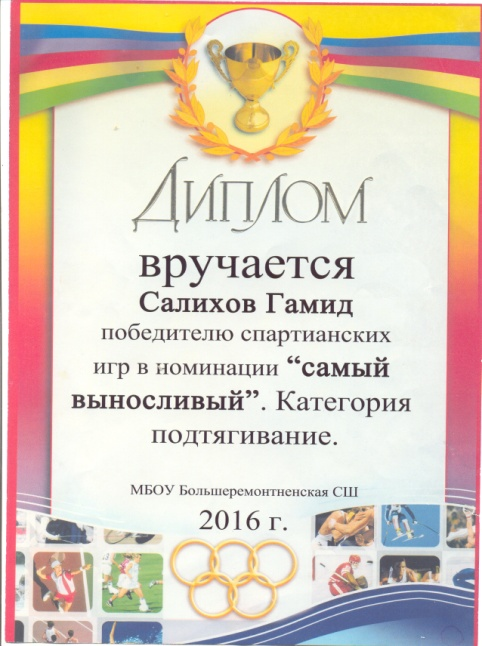 ДИПЛОМ
вручается
Салихов Гамид
победителю спартианских
игр в номинации “самый
выносливый”. Категория
подтягивание.
МБОУ Большеремонтненская СШ
2016 г.